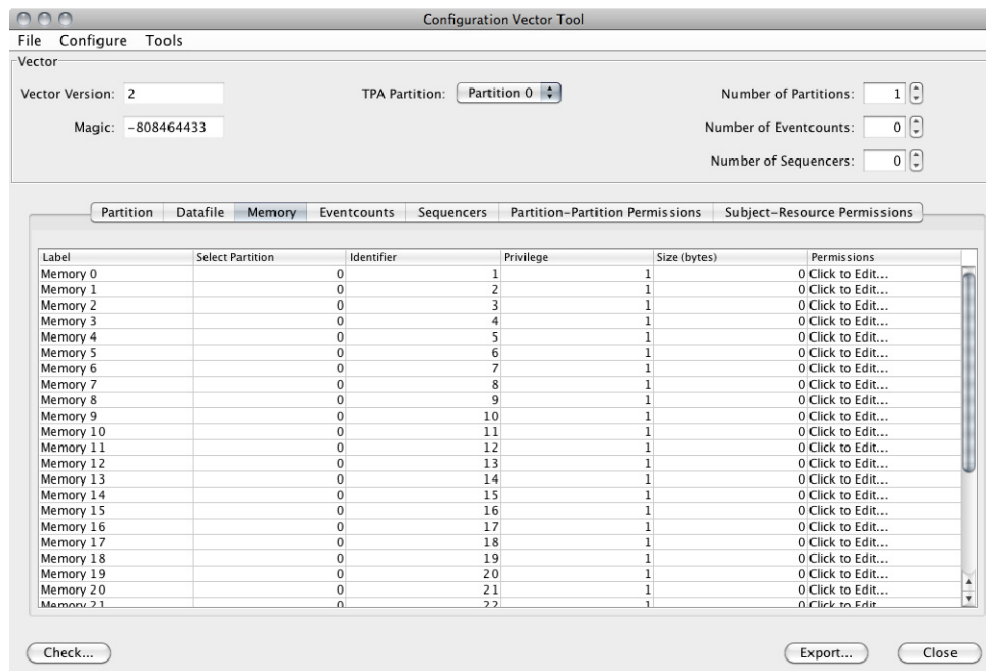 Configuration Vector Tool
File Configure Tools
Vector
Vector Version: 2 TPA Partition: Partition 0 Number of Partitions: 1
Magic: -808464433 Number of Eventcounts: 0
Number of Sequencers: 0
Partition Datafile Memory Eventcounts Sequencers Partition-Partition Permissions Subject-Resource Permissions
Label Select Partition Identifier Privilege Size (bytes) Permissions
Memory 0 0 1 1 0 Click to Edit...
Memory 1 0 2 1 0 Click to Edit...
Memory 2 0 3 1 0 Click to Edit...
Memory 3 0 4 1 0 Click to Edit...
Memory 4 0 5 1 0 Click to Edit...
Memory 5 0 6 1 0 Click to Edit...
Memory 6 0 7 1 0 Click to Edit...
Memory 7 0 8 1 0 Click to Edit...
Memory 8 0 9 1 0 Click to Edit...
Memory 9 0 10 1 0 Click to Edit...
Memory 10 0 11 1 0 Click to Edit...
Memory 11 0 12 1 0 Click to Edit...
Memory 12 0 13 1 0 Click to Edit...
Memory 13 0 14 1 0 Click to Edit...
Memory 14 0 15 1 0 Click to Edit...
Memory 15 0 16 1 0 Click to Edit...
Memory 16 0 17 1 0 Click to Edit...
Memory 17 0 18 1 0 Click to Edit...
Memory 18 0 19 1 0 Click to Edit...
Memory 19 0 20 1 0 Click to Edit...
Memory 20 0 21 1 0 Click to Edit...
Memory 21 0 22 1 0 Click to Edit...
Check... Export... Close